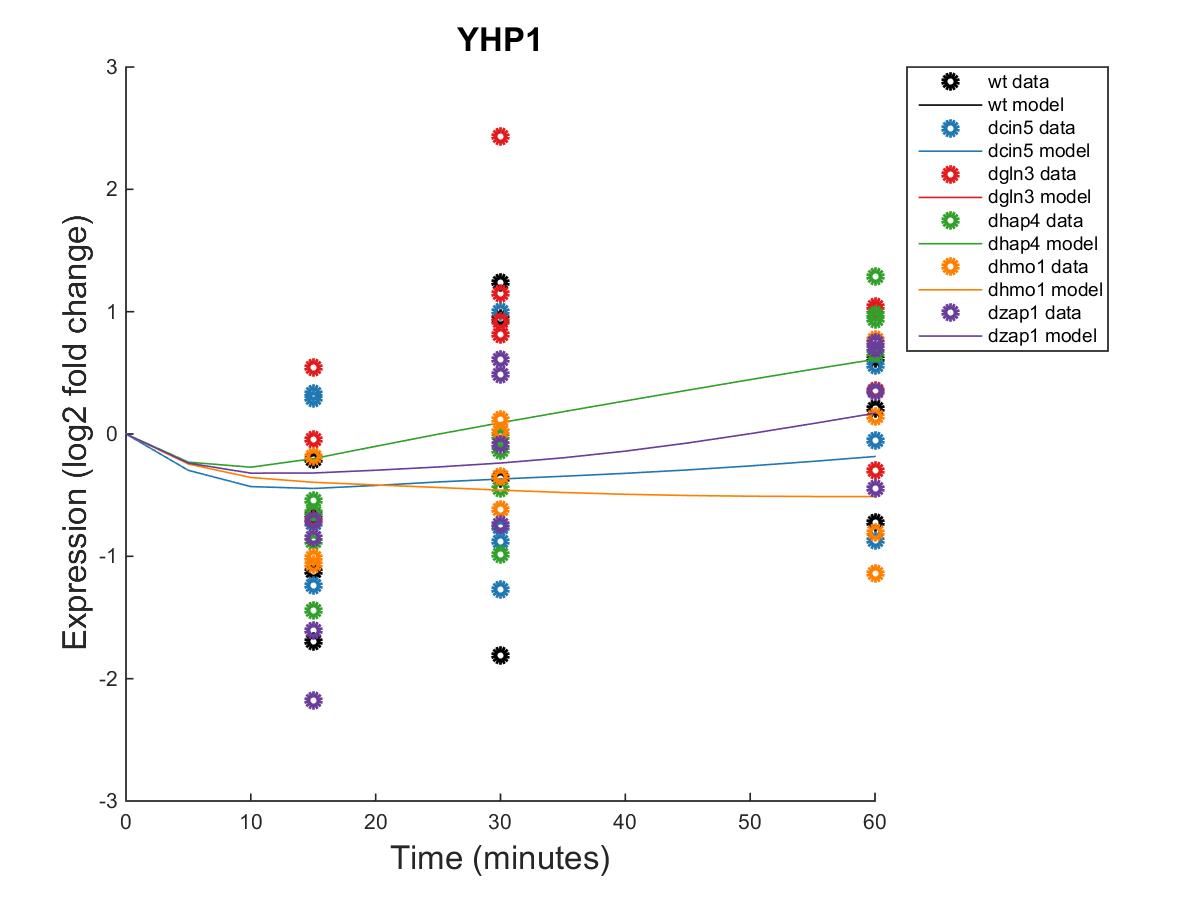 YHP1
3
2
1
0
-1
-2
-3
Expression (log2 fold change)
0 10 20 30 40 50 60
Time (minutes)
wt data
wt model
dcin5 data
dcin5 model
dgln3 data
dgln3 model
dhap4 data
dhap4 model
dhmo1 data
dhmo1 model
dzap1 data
dzap1 model